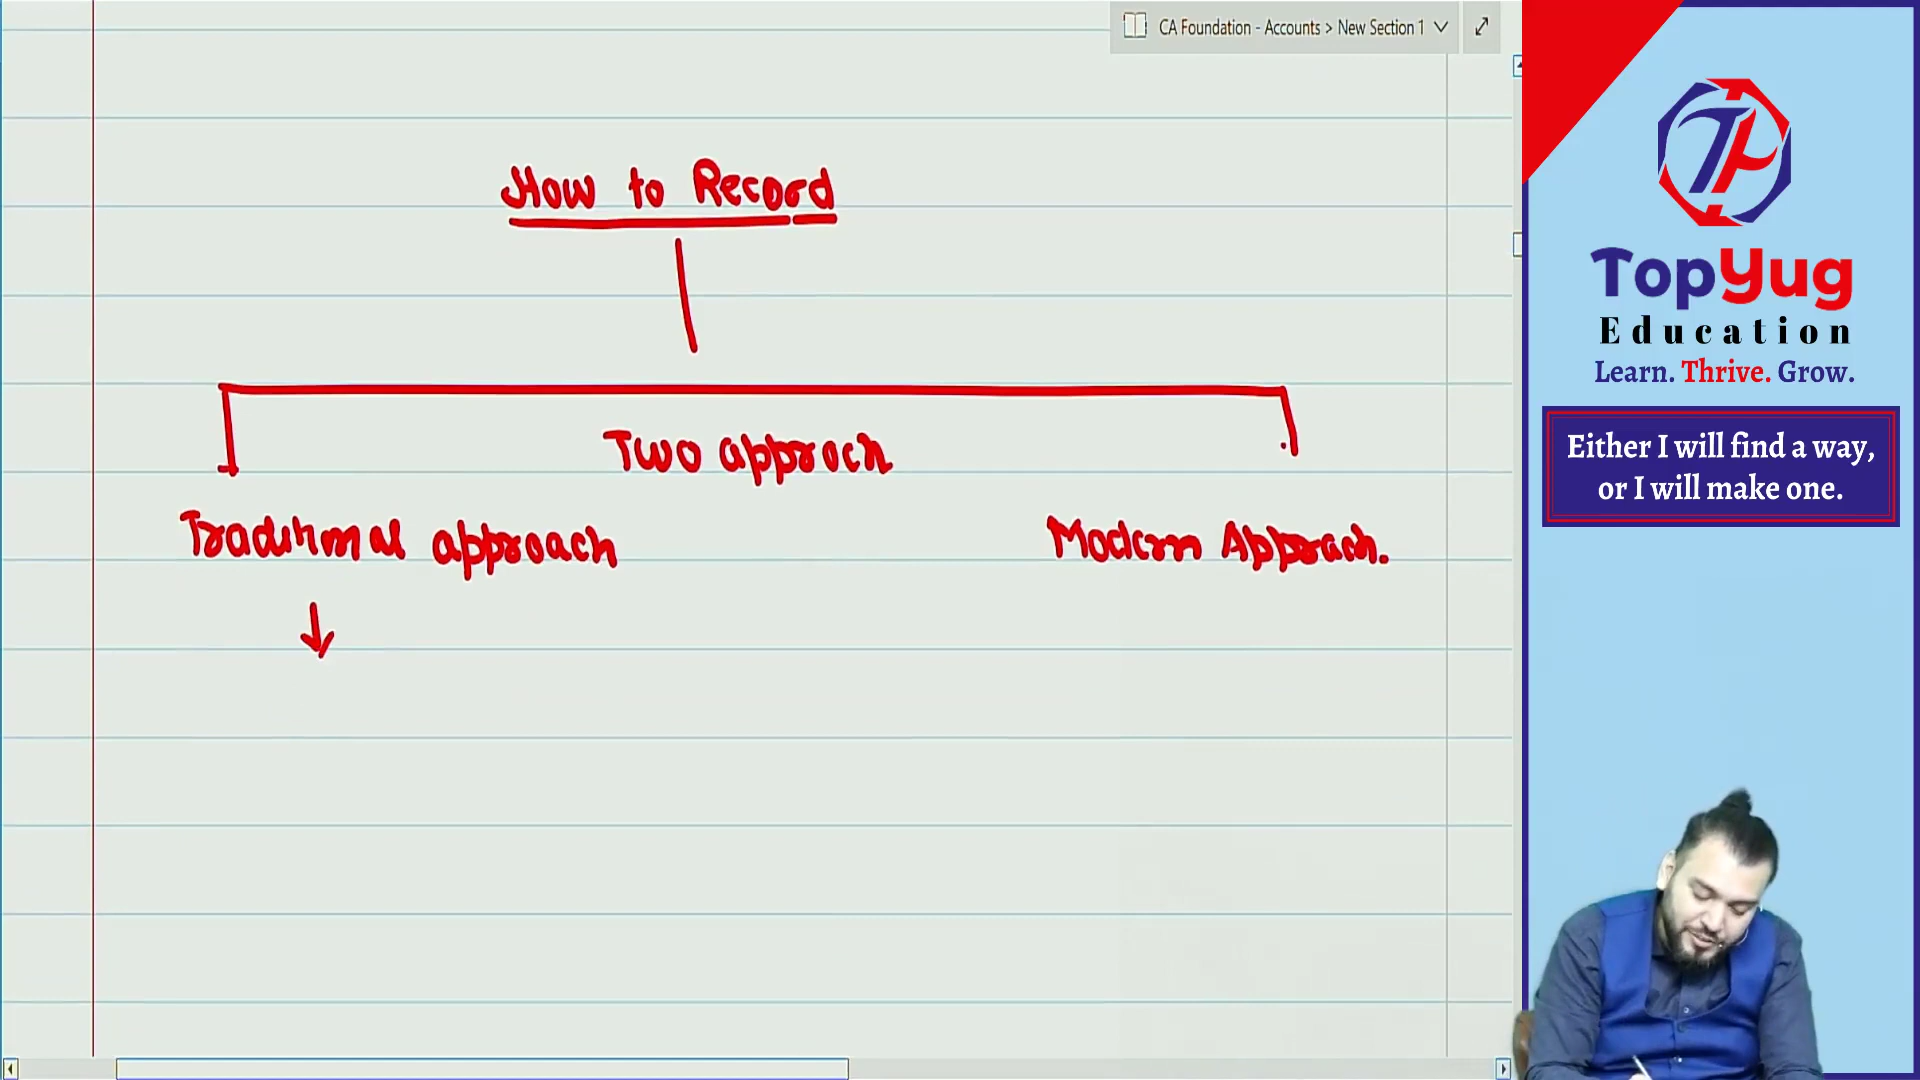 CA Foundation - Accounts > New Section 1
How to Record
Two approch
Traditional approach
Modern Approach.
TopYug
Education
Learn. Thrive. Grow.
Either I will find a way,
or I will make one.